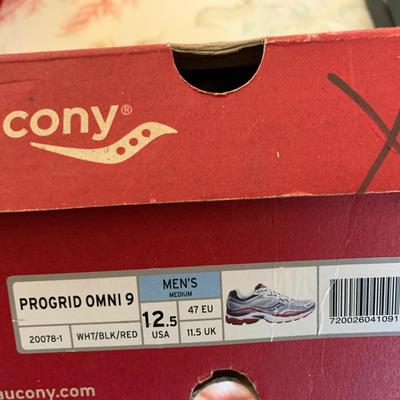 cony®
PROGRID OMNI 9
20078-1 WHT/BLK/RED
MEN'S
MEDIUM
12.5
USA
47 EU
11.5 UK
720026041091
aucony.com